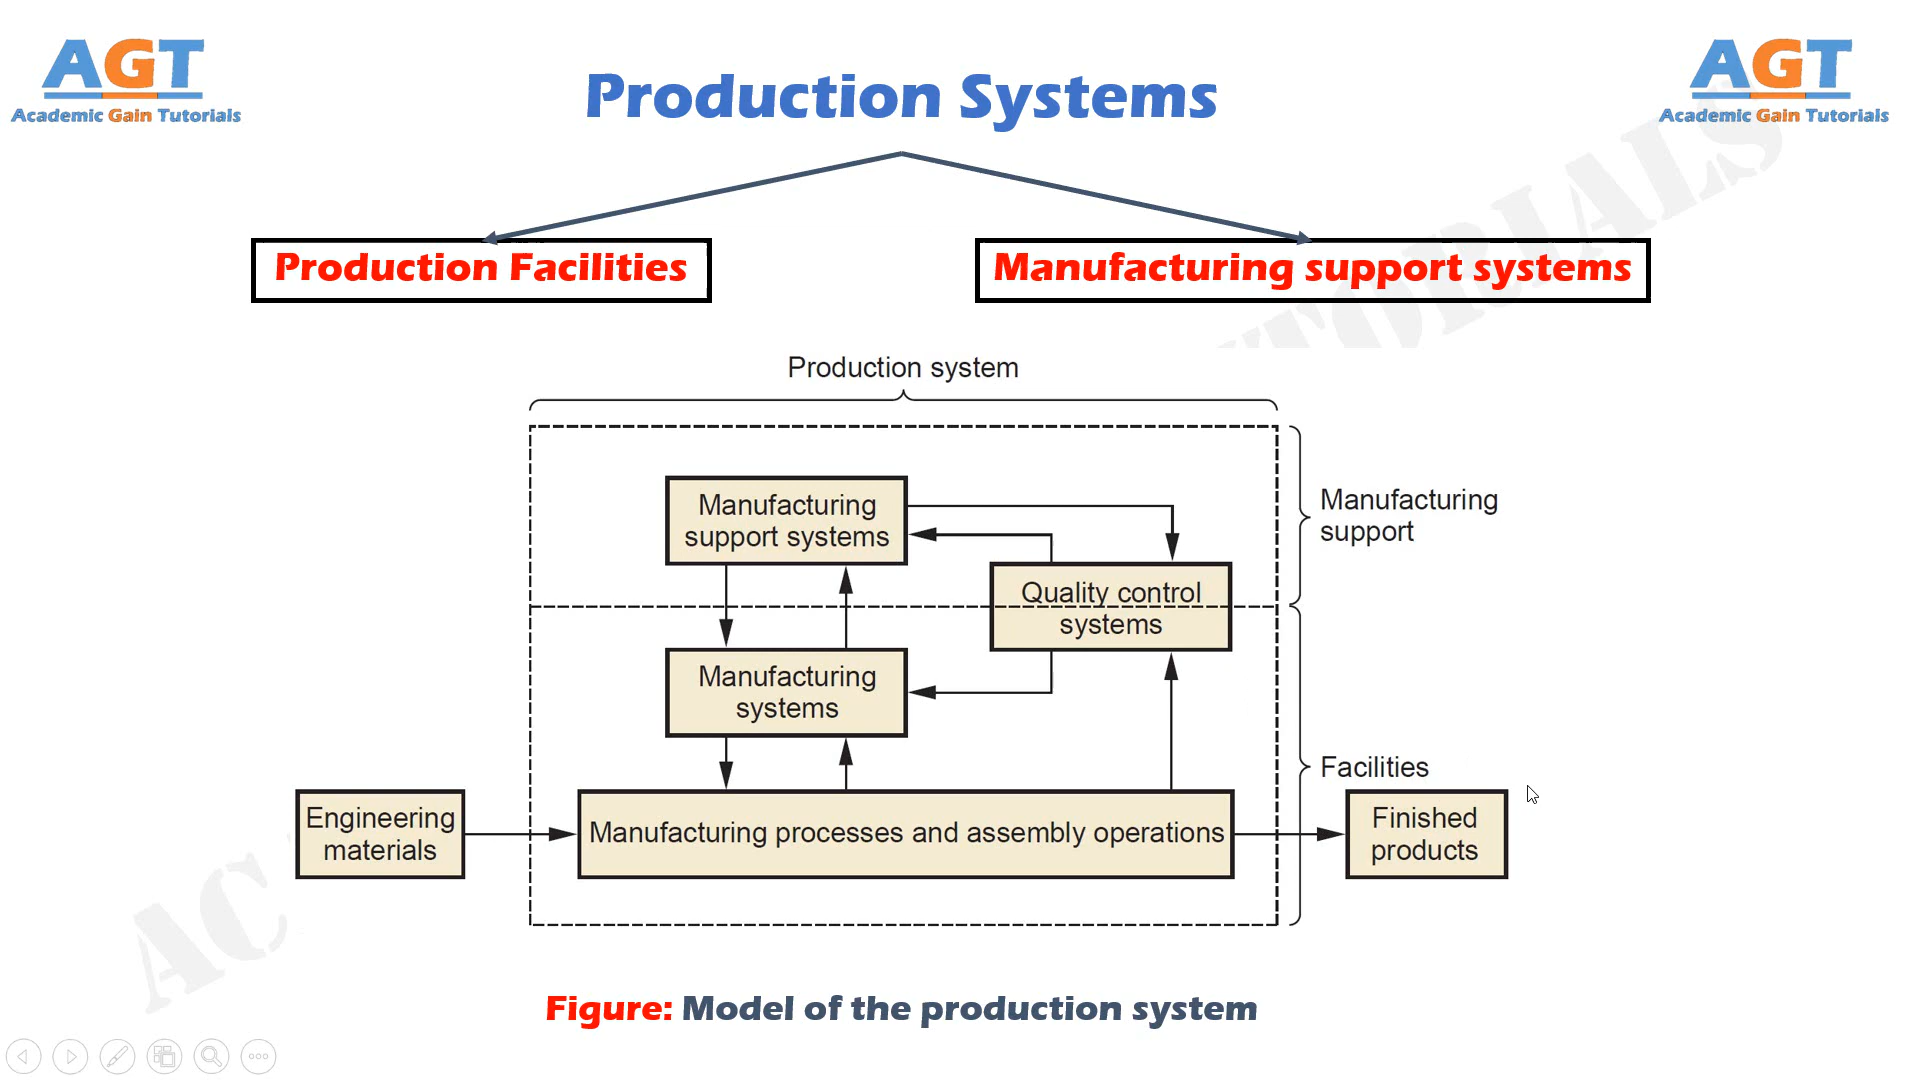 AGT
Academic Gain Tutorials
Production Systems
AGT
Academic Gain Tutorials
Production Facilities
Manufacturing support systems
Production system
Manufacturing
support systems
Manufacturing
support
Quality control
systems
Manufacturing
systems
Facilities
Engineering
materials
Manufacturing processes and assembly operations
Finished
products
AC
TORIALS
Figure: Model of the production system